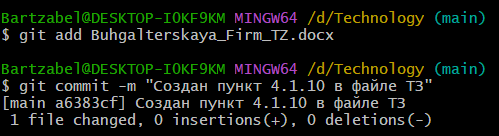 Bartzabel@DESKTOP-I0KF9KM MINGW64 /d/Technology (main)
$ git add Buhgalterskaya_Firm_TZ.docx
Bartzabel@DESKTOP-I0KF9KM MINGW64 /d/Technology (main)
$ git commit -m "Создан пункт 4.1.10 в файле ТЗ"
[main a6383cf] Создан пункт 4.1.10 в файле ТЗ
1 file changed, 0 insertions(+), 0 deletions(-)